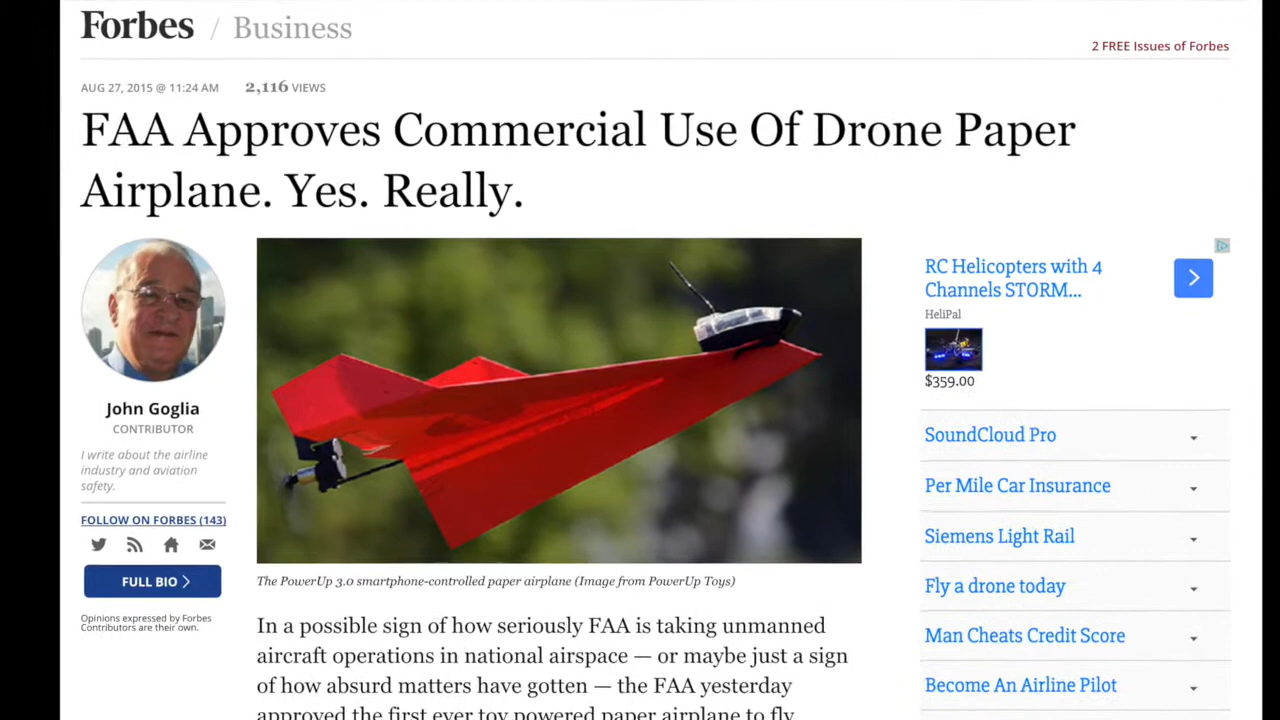 Forbes / Business
2 FREE Issues of Forbes
AUG 27, 2015 @ 11:24 AM 2,116 VIEWS
FAA Approves Commercial Use Of Drone Paper
Airplane. Yes. Really.
John Goglia
CONTRIBUTOR
I write about the airline
industry and aviation
safety.
FOLLOW ON FORBES (143)
FULL BIO
Opinions expressed by Forbes
Contributors are their own.
The PowerUp 3.0 smartphone-controlled paper airplane (Image from PowerUp Toys)
In a possible sign of how seriously FAA is taking unmanned
aircraft operations in national airspace — or maybe just a sign
of how absurd matters have gotten — the FAA yesterday
approved the first ever toy powered paper airplane to fly
RC Helicopters with 4
Channels STORM...
HeliPal
$359.00
SoundCloud Pro
Per Mile Car Insurance
Siemens Light Rail
Fly a drone today
Man Cheats Credit Score
Become An Airline Pilot